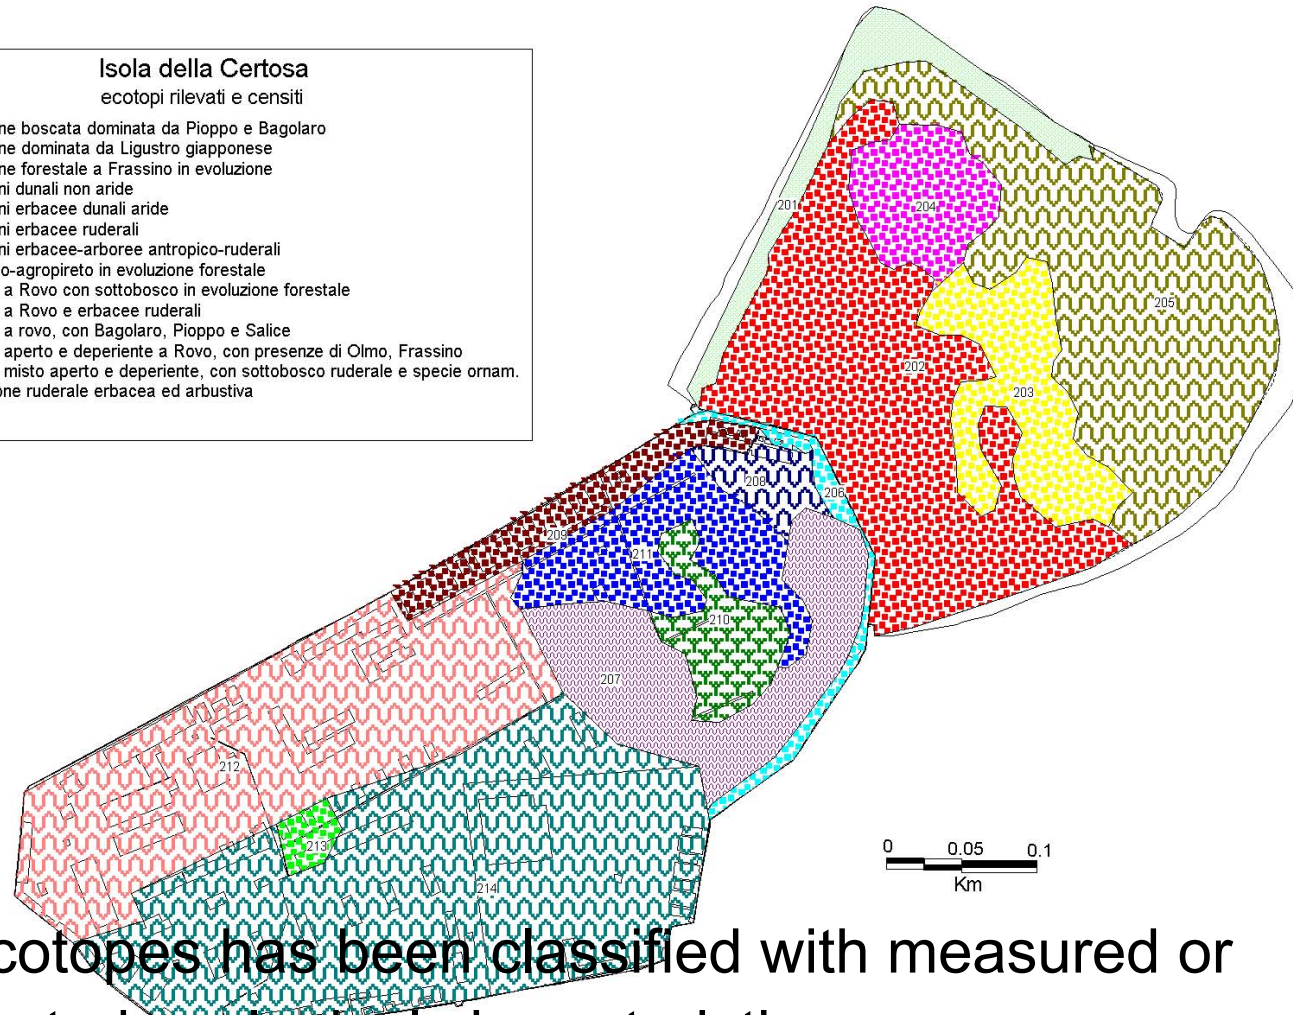 Isola della Certosa
ecotopi rilevati e censiti
ne boscata dominata da Pioppo e Bagolaro
ne dominata da Ligustro giapponese
ne forestale a Frassino in evoluzione
ni dunali non aride
ni erbacee dunali aride
ni erbacee ruderali
ni erbacee-arboree antropico-ruderali
o-agropireto in evoluzione forestale
a Rovo con sottobosco in evoluzione forestale
a Rovo e erbacee ruderali
a rovo, con Bagolaro, Pioppo e Salice
aperto e deperiente a Rovo, con presenze di Olmo, Frassino
misto aperto e deperiente, con sottobosco ruderale e specie ornam.
one ruderale erbacea ed arbustiva
201
204
205
202
203
208
206
209
211
210
207
212
213
214
0 0.05 0.1
Km
cotopes has been classified with measured or